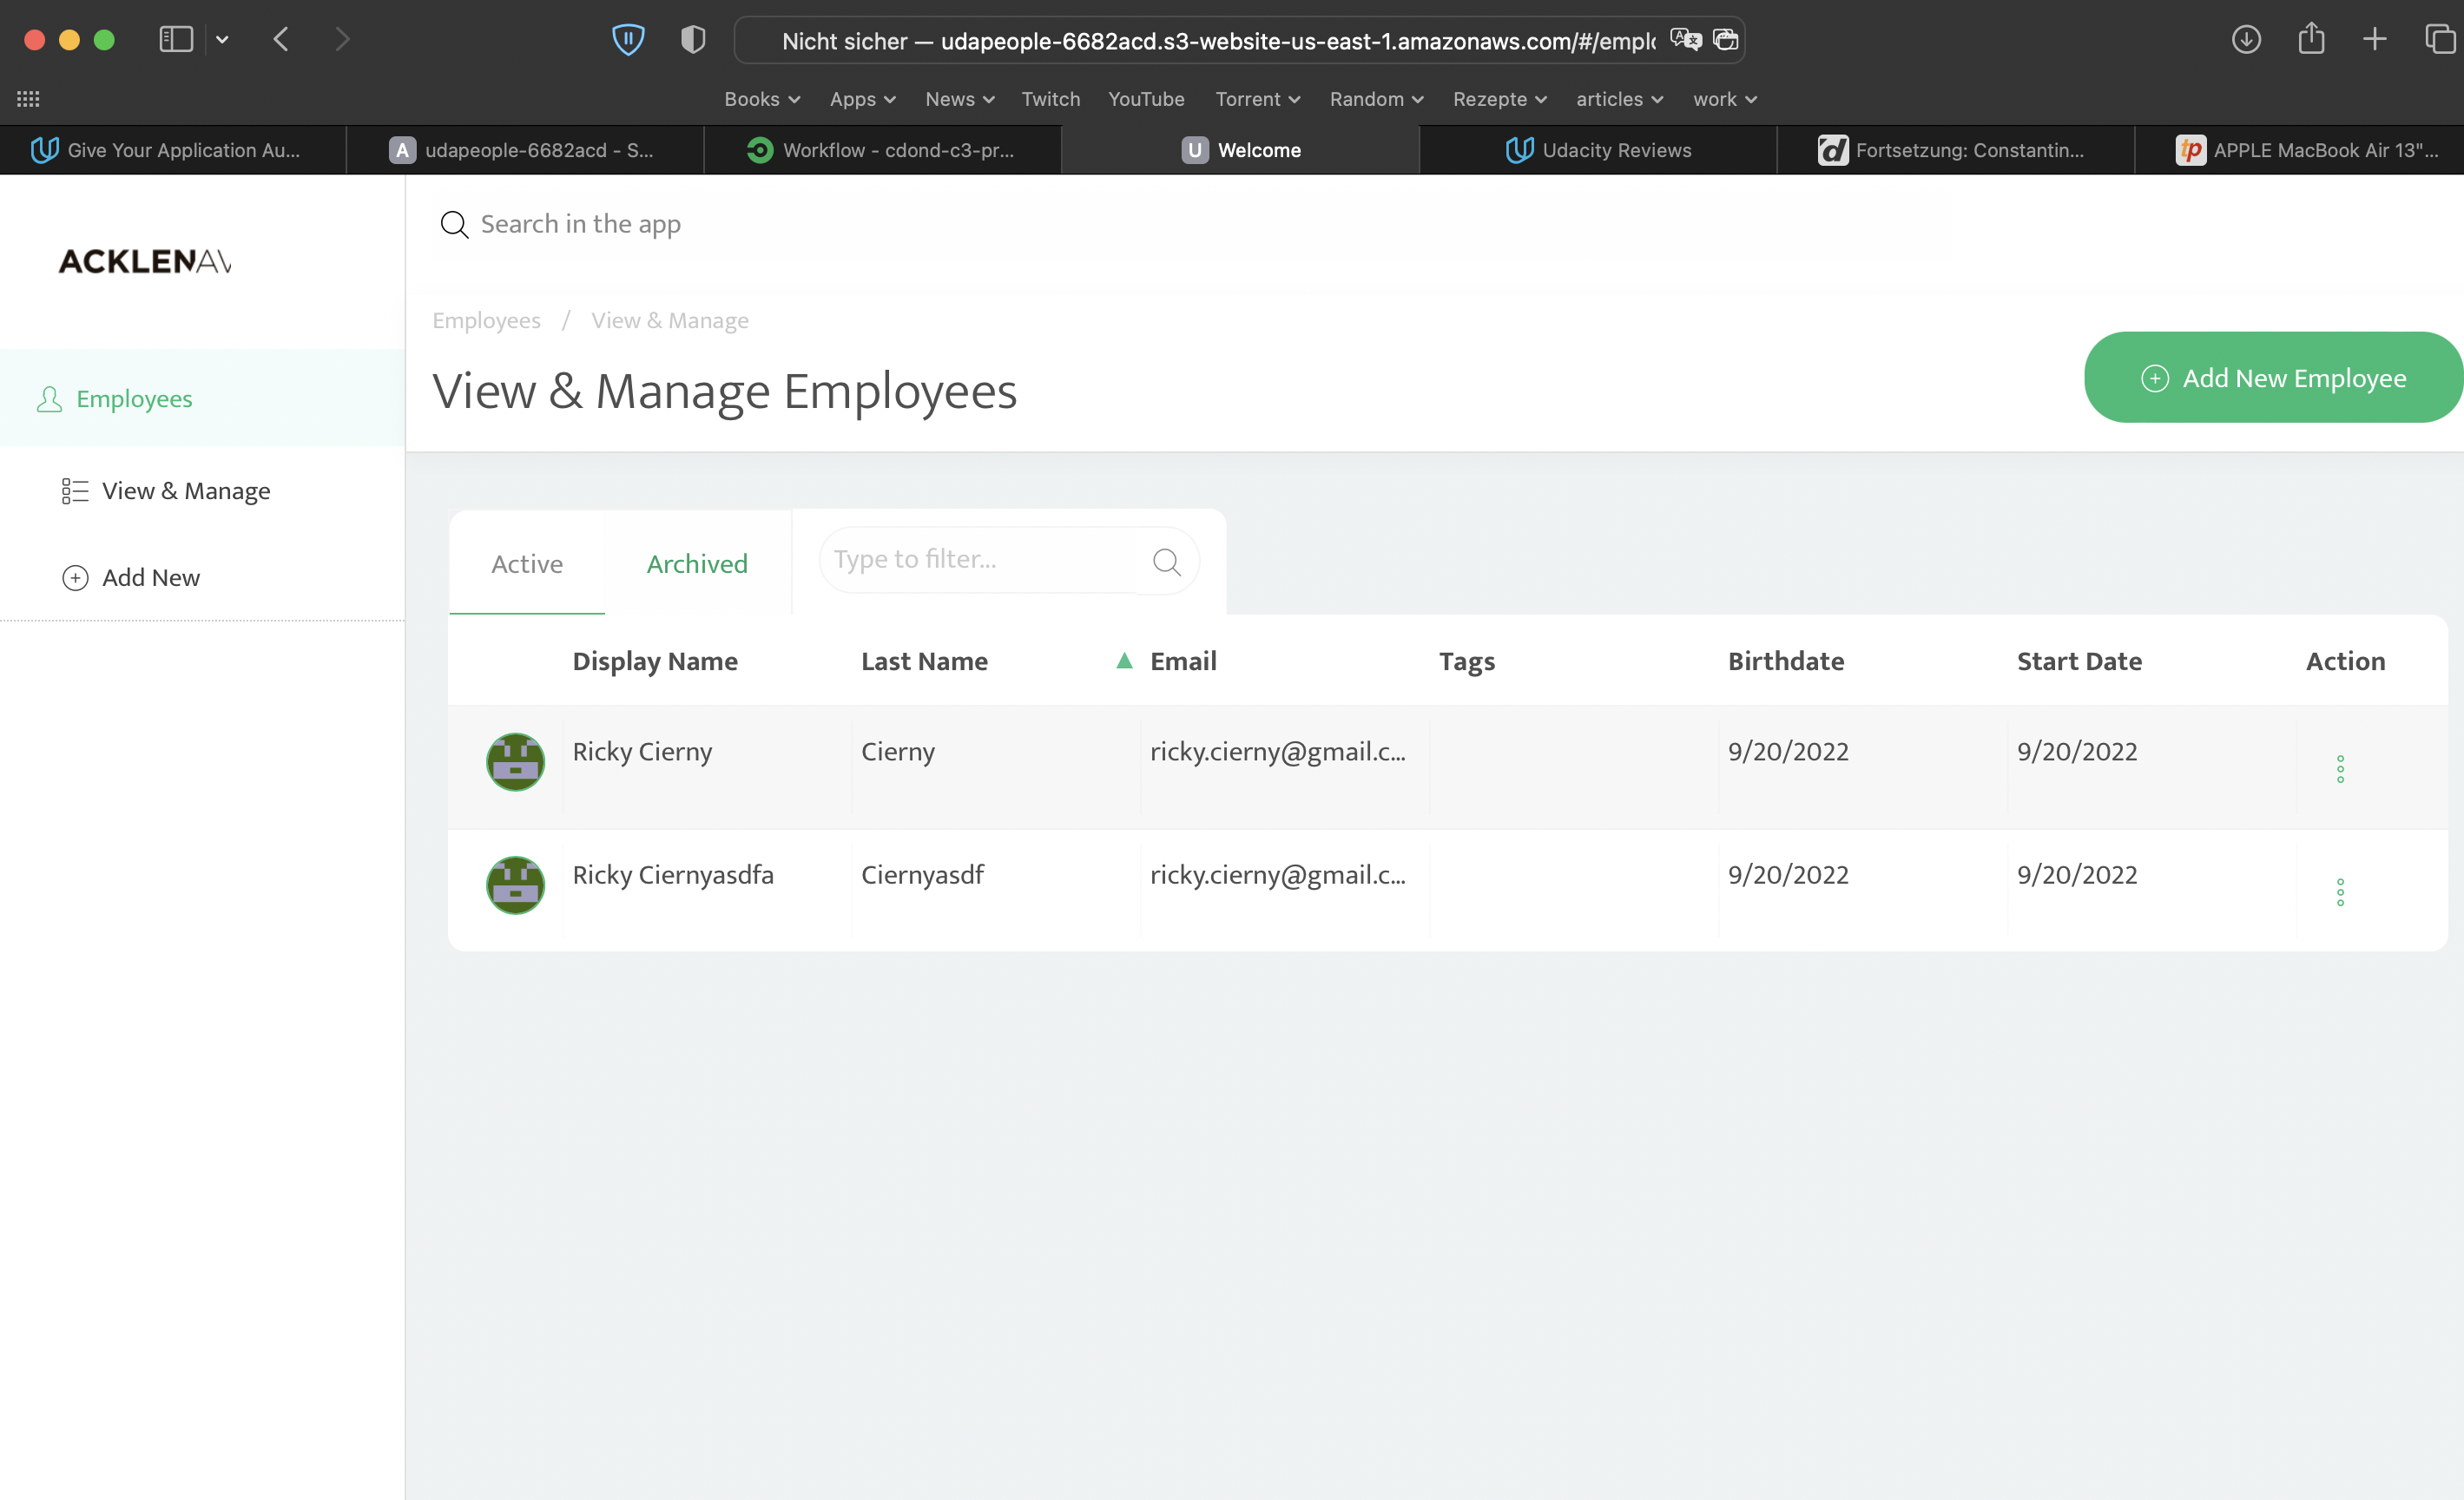 Nicht sicher — udapeople-6682acd.s3-website-us-east-1.amazonaws.com/#/emplo
Books Apps News Twitch YouTube Torrent Random Rezepte articles work
Give Your Application Au... A udapeople-6682acd - S... Workflow - cdond-c3-pr... U Welcome Udacity Reviews d Fortsetzung: Constantin... tp APPLE MacBook Air 13"...
ACKLENAV
Search in the app
Employees / View & Manage
View & Manage Employees
Add New Employee
Employees
View & Manage
Add New
Active Archived Type to filter...
Display Name Last Name Email Tags Birthdate Start Date Action
Ricky Cierny Cierny ricky.cierny@gmail.c... 9/20/2022 9/20/2022
Ricky Ciernyasdfa Ciernyasdf ricky.cierny@gmail.c... 9/20/2022 9/20/2022